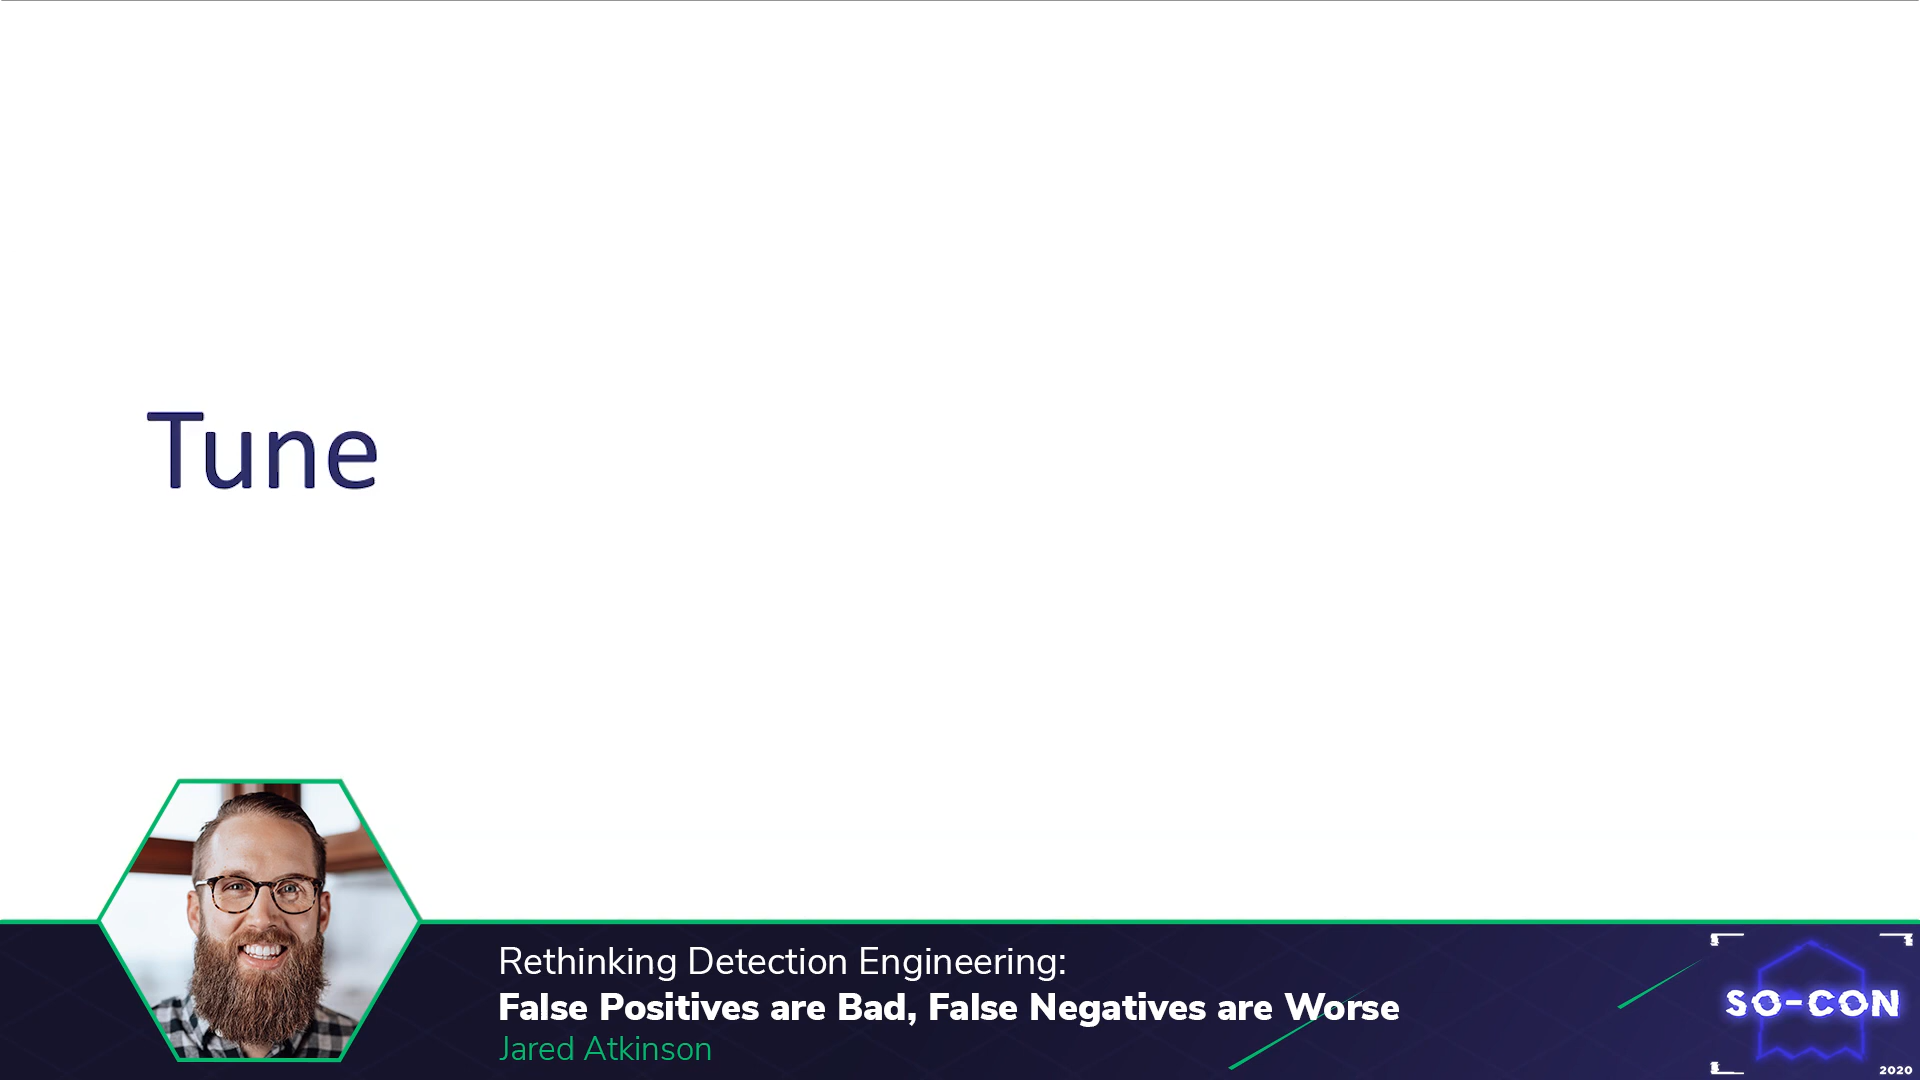 Tune
Rethinking Detection Engineering:
False Positives are Bad, False Negatives are Worse
Jared Atkinson
SO-CON
2020